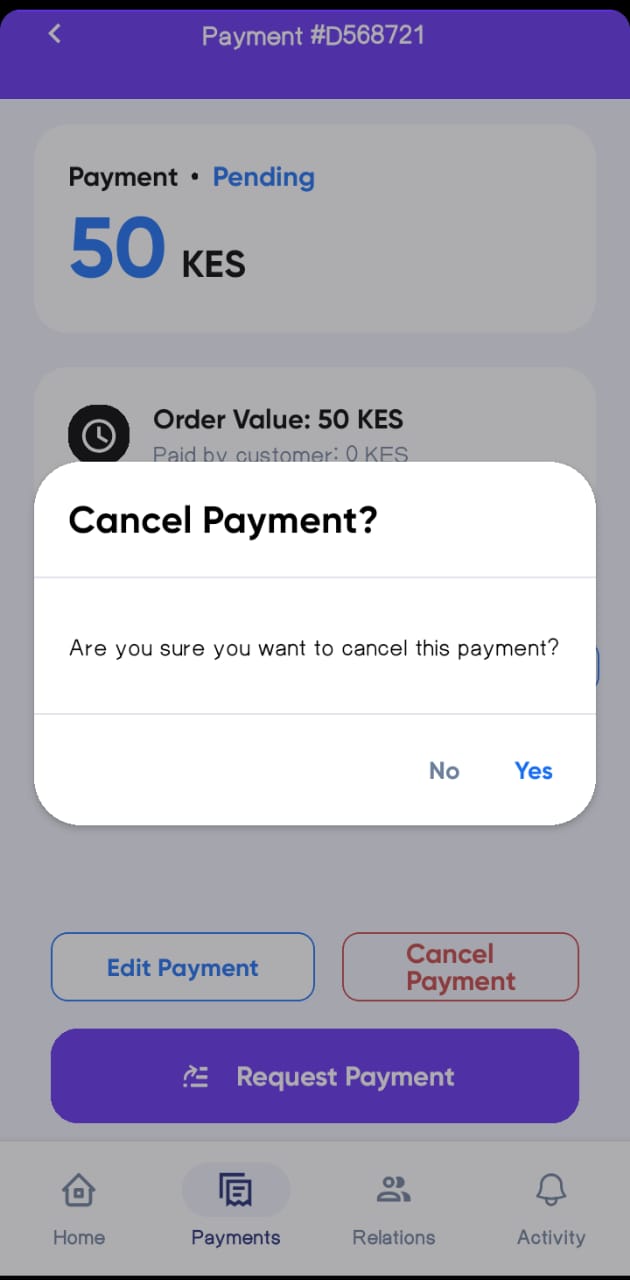 Payment #D568721
Payment • Pending
50 KES
Order Value: 50 KES
Paid by customer: 0 KES
Cancel Payment?
Are you sure you want to cancel this payment?
No Yes
Edit Payment
Cancel
Payment
Request Payment
Home Payments Relations Activity